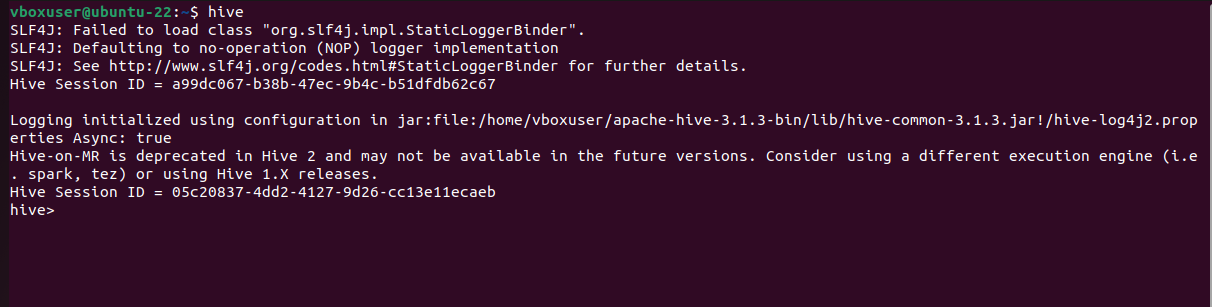 vboxuser@ubuntu-22:~$ hive
SLF4J: Failed to load class "org.slf4j.impl.StaticLoggerBinder".
SLF4J: Defaulting to no-operation (NOP) logger implementation
SLF4J: See http://www.slf4j.org/codes.html#StaticLoggerBinder for further details.
Hive Session ID = a99dc067-b38b-47ec-9b4c-b51dfdb62c67
Logging initialized using configuration in jar:file:/home/vboxuser/apache-hive-3.1.3-bin/lib/hive-common-3.1.3.jar!/hive-log4j2.prop
erties Async: true
Hive-on-MR is deprecated in Hive 2 and may not be available in the future versions. Consider using a different execution engine (i.e
. spark, tez) or using Hive 1.X releases.
Hive Session ID = 05c20837-4dd2-4127-9d26-cc13e11ecaeb
hive>